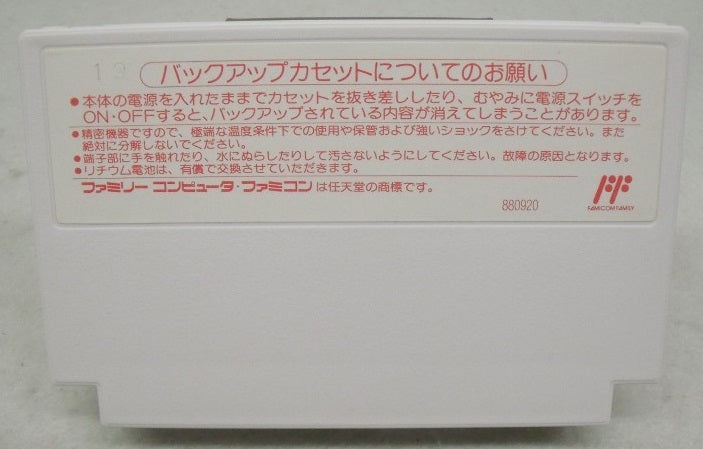 バックアップカセットについてのお願い
●本体の電源を入れたままでカセットを抜き差ししたり、むやみに電源スイッチを
ON・OFFすると、バックアップされている内容が消えてしまうことがあります。
●精密機器ですので、極端な温度条件下での使用や保管および強いショックをさけてください。また
絶対に分解しないでください。
●端子部に手を触れたり、水にぬらしたりして汚さないようにしてください。故障の原因となります。
●リチウム電池は、有償で交換させていただきます。
ファミリー コンピュータ・ファミコン は任天堂の商標です。
880920
FAMICOM FAMILY